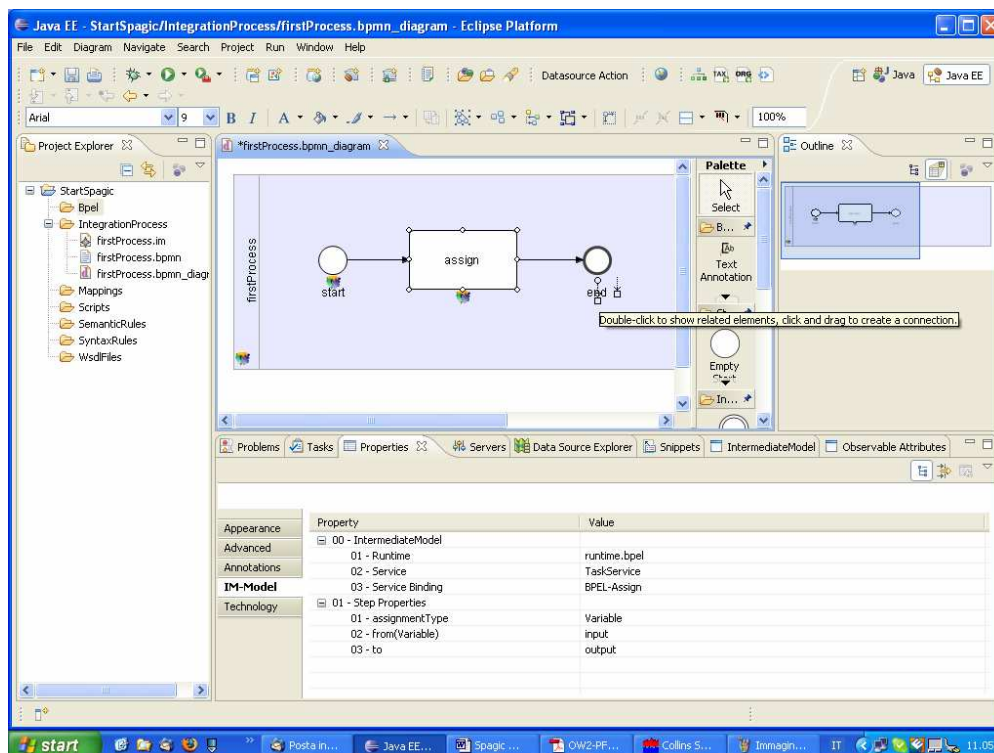 Java EE - StartSpagic/IntegrationProcess/firstProcess.bpmn_diagram - Eclipse Platform
File Edit Diagram Navigate Search Project Run Window Help
Datasource Action
Java
Java EE
Arial
9
B I A
100%
Project Explorer
*firstProcess.bpmn_diagram
Outline
StartSpagic
Bpel
IntegrationProcess
firstProcess.im
firstProcess.bpmn
firstProcess.bpmn_diagr
Mappings
Scripts
SemanticRules
SyntaxRules
WsdlFiles
firstProcess
start
assign
end
Palette
Select
B...
Text
Annotation
Empty
In...
Double-click to show related elements, click and drag to create a connection.
Problems Tasks Properties Servers Data Source Explorer Snippets IntermediateModel Observable Attributes
Appearance
Advanced
Annotations
IM-Model
Technology
Property Value
00 - IntermediateModel
01 - Runtime runtime.bpel
02 - Service TaskService
03 - Service Binding BPEL-Assign
01 - Step Properties
01 - assignmentType Variable
02 - from(Variable) input
03 - to output
start
Posta in...
Java EE...
Spagic ...
OW2-PF...
Collins S...
Immagin...
IT
11.05